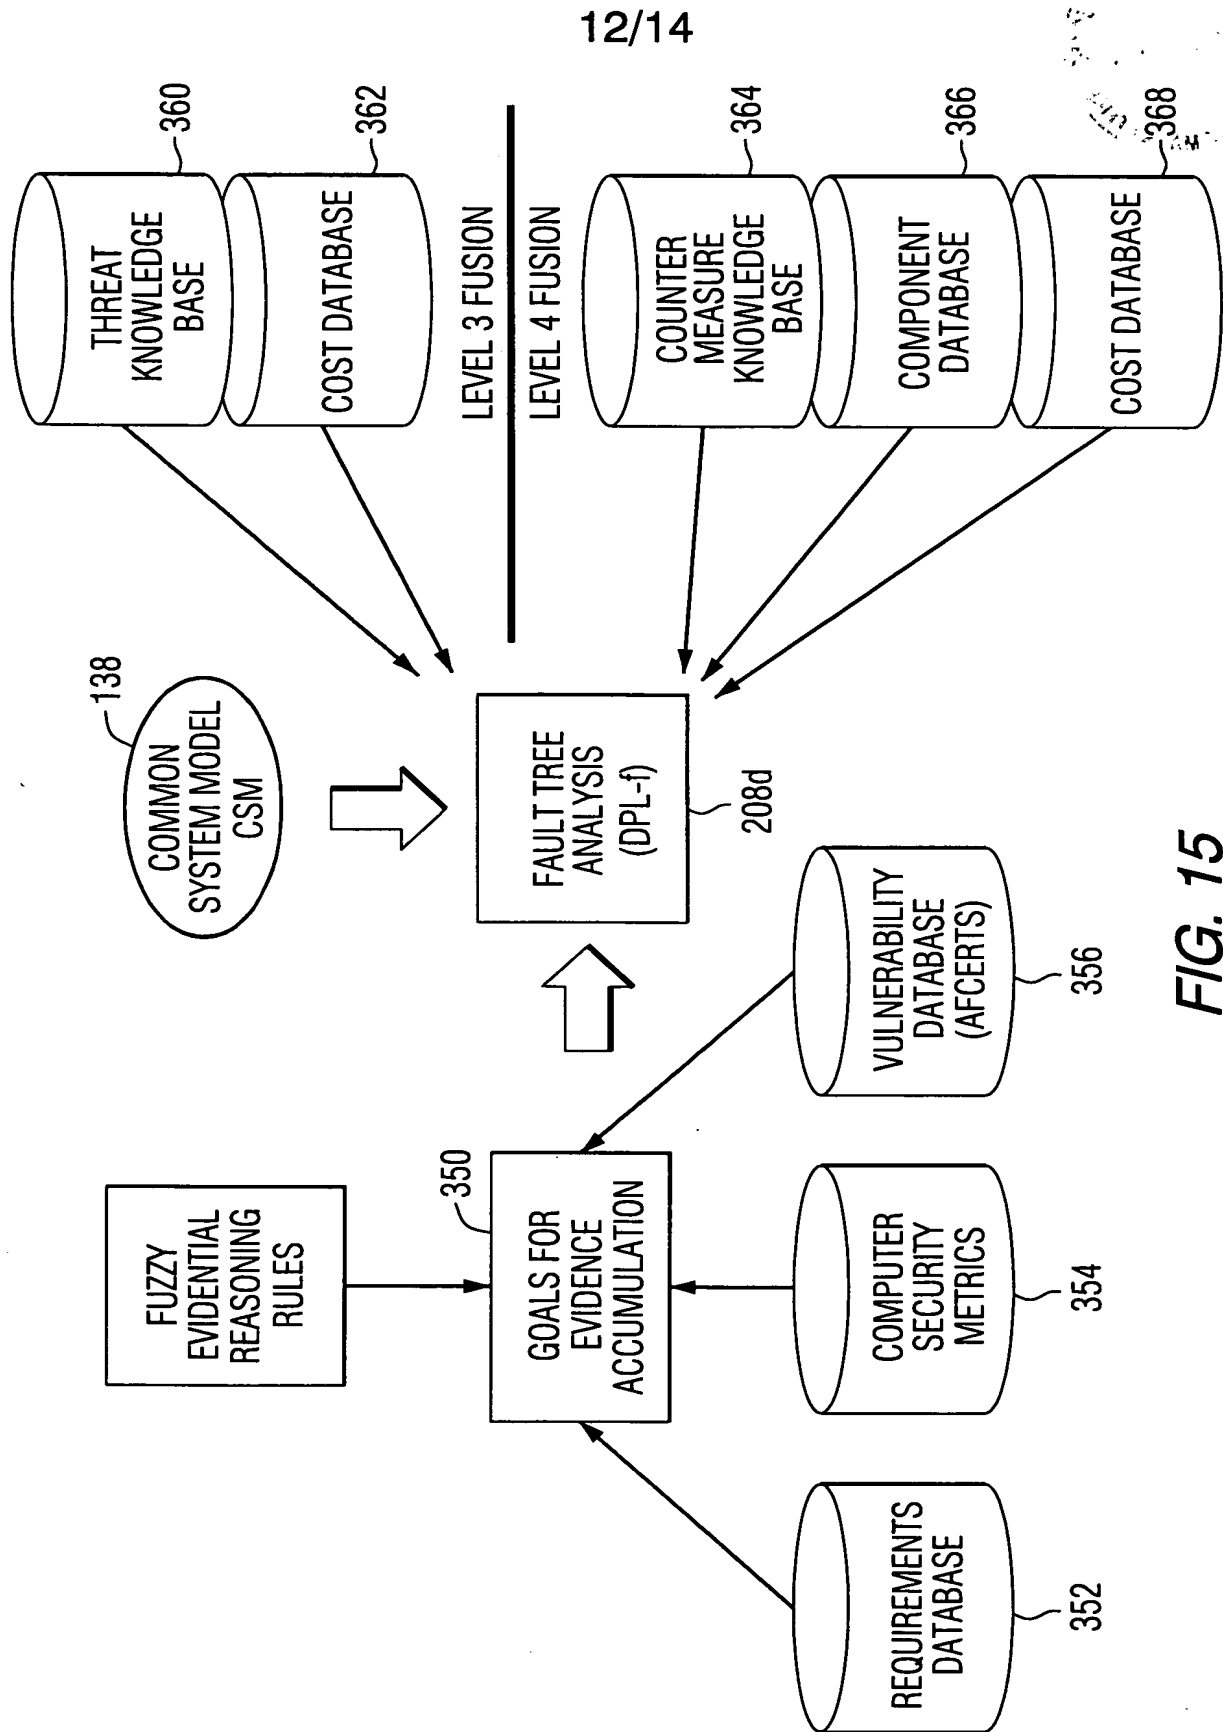 12/14
FUZZY
EVIDENTIAL
REASONING
RULES
COMMON
SYSTEM MODEL
CSM
138
THREAT
KNOWLEDGE
BASE
360
COST DATABASE
362
LEVEL 3 FUSION
LEVEL 4 FUSION
350
GOALS FOR
EVIDENCE
ACCUMULATION
FAULT TREE
ANALYSIS
(DPL-f)
208d
COUNTER
MEASURE
KNOWLEDGE
BASE
364
COMPONENT
DATABASE
366
COST DATABASE
368
REQUIREMENTS
DATABASE
352
COMPUTER
SECURITY
METRICS
354
VULNERABILITY
DATABASE
(AFCERTS)
356
FIG. 15